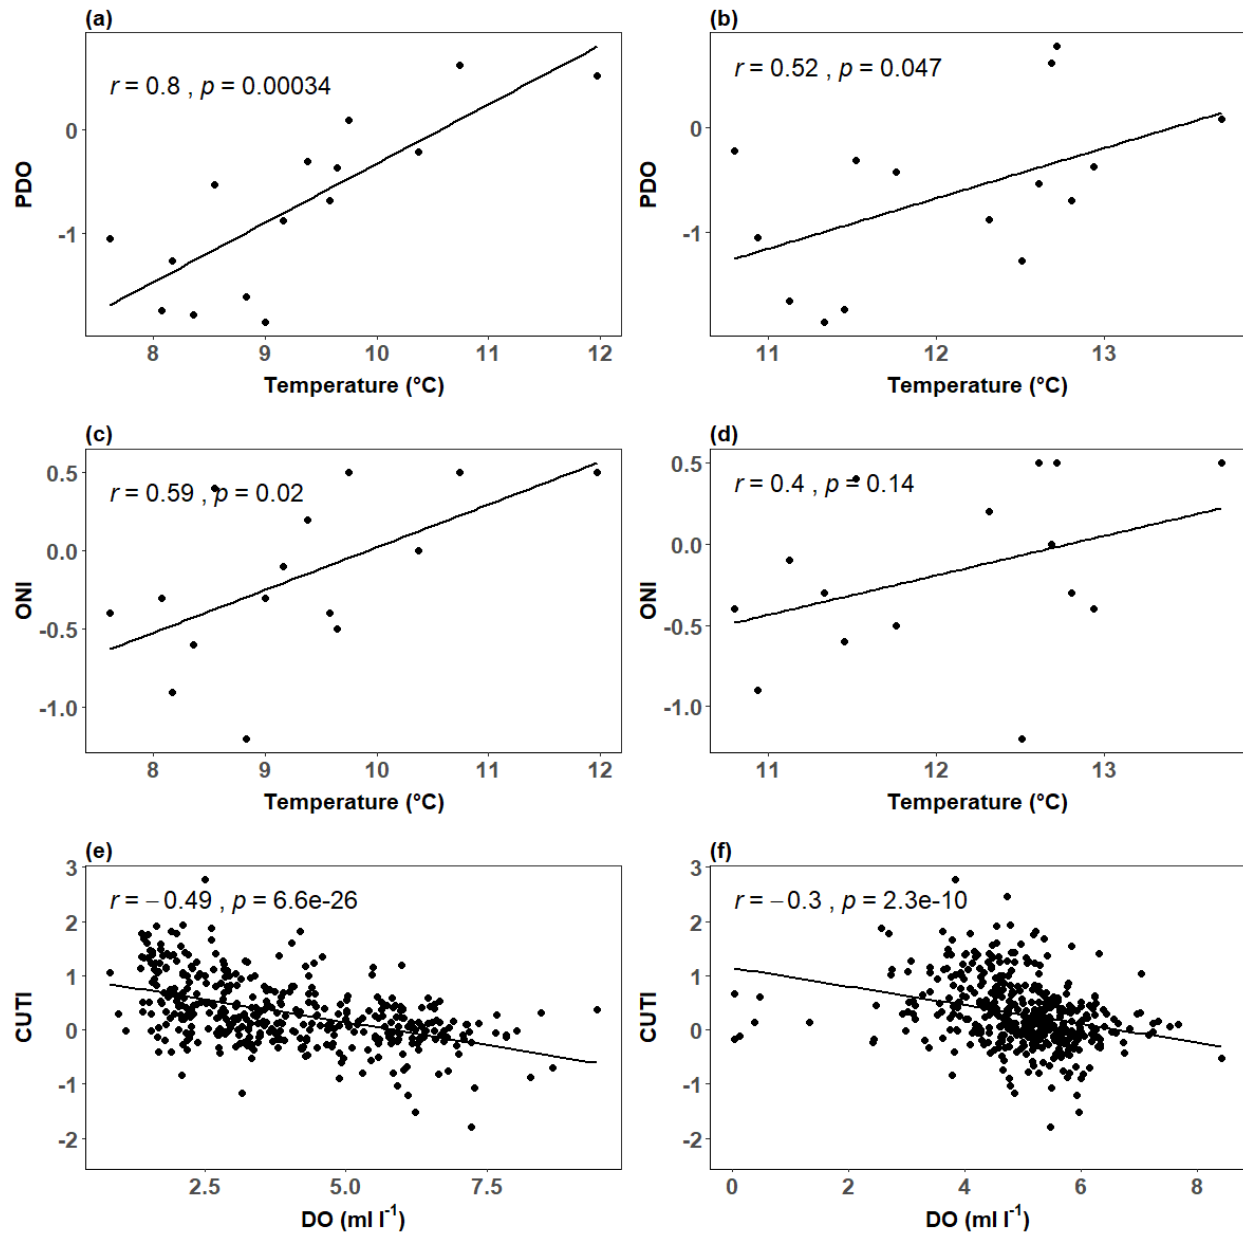 (a)
r = 0.8 , p = 0.00034
PDO
0
-1
8 9 10 11 12
Temperature (°C)
(b)
r = 0.52 , p = 0.047
PDO
0
-1
11 12 13
Temperature (°C)
(c)
r = 0.59 , p = 0.02
ONI
0.5
0.0
-0.5
-1.0
8 9 10 11 12
Temperature (°C)
(d)
r = 0.4 , p = 0.14
ONI
0.5
0.0
-0.5
-1.0
11 12 13
Temperature (°C)
(e)
r = −0.49 , p = 6.6e-26
CUTI
3
2
1
0
-1
-2
2.5 5.0 7.5
DO (ml l⁻¹)
(f)
r = −0.3 , p = 2.3e-10
CUTI
3
2
1
0
-1
-2
0 2 4 6 8
DO (ml l⁻¹)